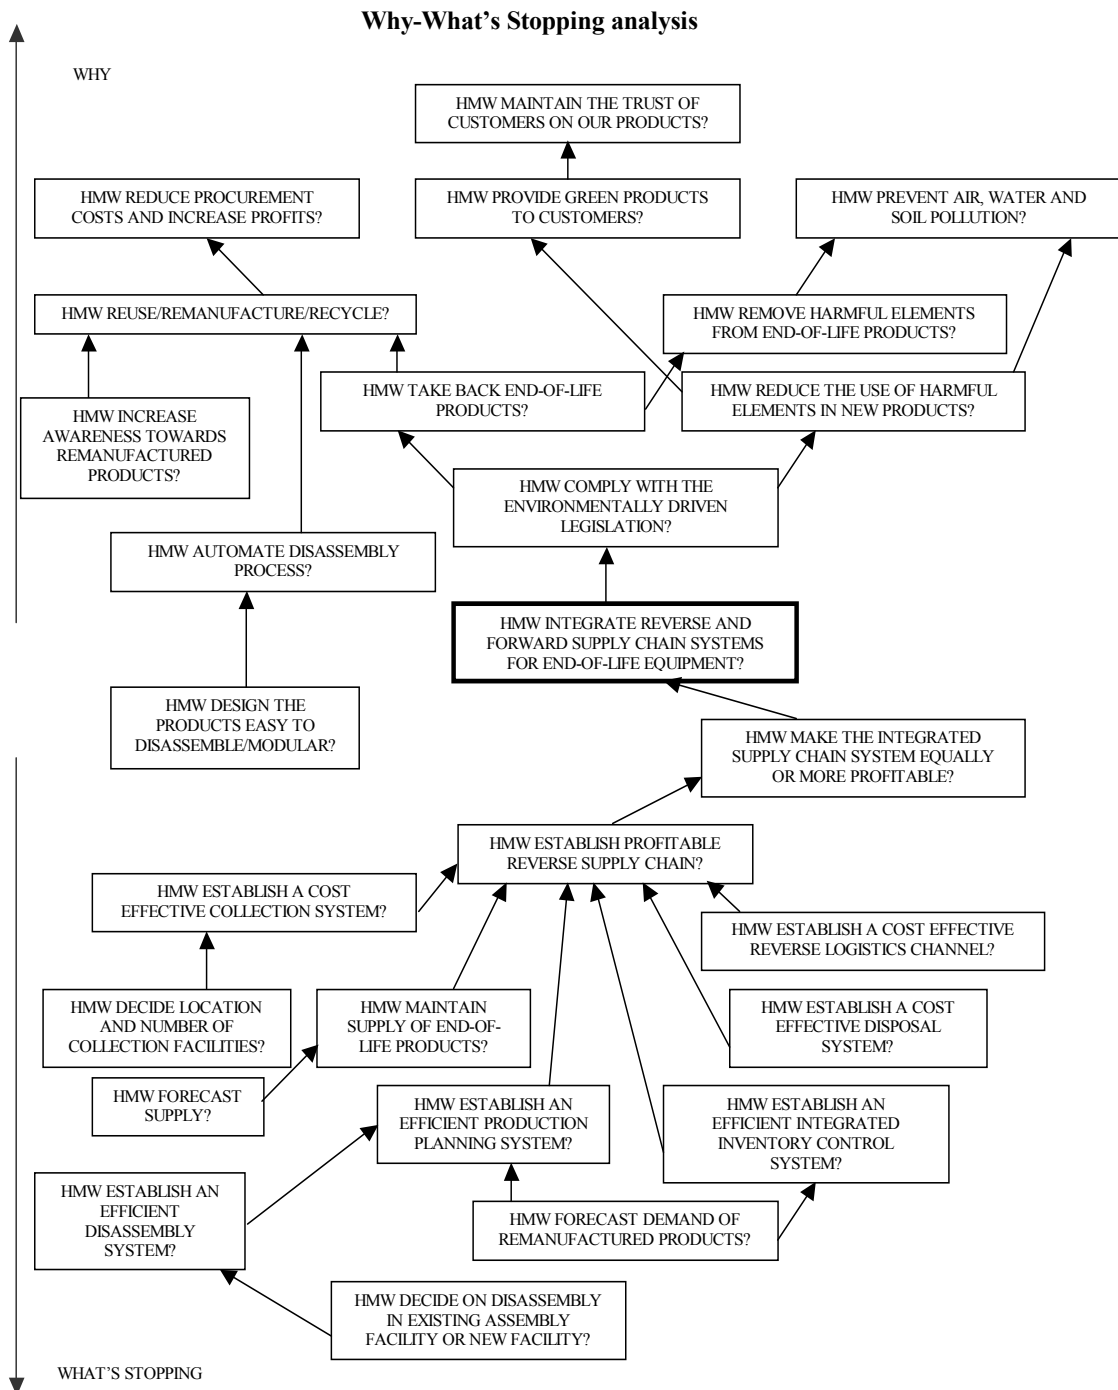 Why-What's Stopping analysis
WHY
HMW MAINTAIN THE TRUST OF
CUSTOMERS ON OUR PRODUCTS?
HMW REDUCE PROCUREMENT
COSTS AND INCREASE PROFITS?
HMW PROVIDE GREEN PRODUCTS
TO CUSTOMERS?
HMW PREVENT AIR, WATER AND
SOIL POLLUTION?
HMW REUSE/REMANUFACTURE/RECYCLE?
HMW REMOVE HARMFUL ELEMENTS
FROM END-OF-LIFE PRODUCTS?
HMW TAKE BACK END-OF-LIFE
PRODUCTS?
HMW REDUCE THE USE OF HARMFUL
ELEMENTS IN NEW PRODUCTS?
HMW INCREASE
AWARENESS TOWARDS
REMANUFACTURED
PRODUCTS?
HMW COMPLY WITH THE
ENVIRONMENTALLY DRIVEN
LEGISLATION?
HMW AUTOMATE DISASSEMBLY
PROCESS?
HMW INTEGRATE REVERSE AND
FORWARD SUPPLY CHAIN SYSTEMS
FOR END-OF-LIFE EQUIPMENT?
HMW DESIGN THE
PRODUCTS EASY TO
DISASSEMBLE/MODULAR?
HMW MAKE THE INTEGRATED
SUPPLY CHAIN SYSTEM EQUALLY
OR MORE PROFITABLE?
HMW ESTABLISH PROFITABLE
REVERSE SUPPLY CHAIN?
HMW ESTABLISH A COST
EFFECTIVE COLLECTION SYSTEM?
HMW ESTABLISH A COST EFFECTIVE
REVERSE LOGISTICS CHANNEL?
HMW DECIDE LOCATION
AND NUMBER OF
COLLECTION FACILITIES?
HMW MAINTAIN
SUPPLY OF END-OF-
LIFE PRODUCTS?
HMW ESTABLISH A COST
EFFECTIVE DISPOSAL
SYSTEM?
HMW FORECAST
SUPPLY?
HMW ESTABLISH AN
EFFICIENT PRODUCTION
PLANNING SYSTEM?
HMW ESTABLISH AN
EFFICIENT INTEGRATED
INVENTORY CONTROL
SYSTEM?
HMW ESTABLISH AN
EFFICIENT
DISASSEMBLY
SYSTEM?
HMW FORECAST DEMAND OF
REMANUFACTURED PRODUCTS?
HMW DECIDE ON DISASSEMBLY
IN EXISTING ASSEMBLY
FACILITY OR NEW FACILITY?
WHAT'S STOPPING